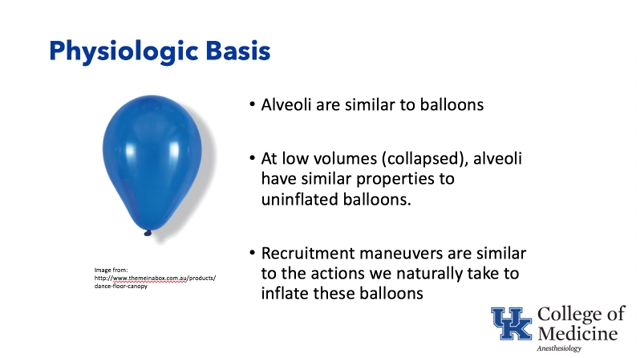 Physiologic Basis
• Alveoli are similar to balloons
• At low volumes (collapsed), alveoli
have similar properties to
uninflated balloons.
• Recruitment maneuvers are similar
to the actions we naturally take to
inflate these balloons
Image from:
http://www.themeinabox.com.au/products/
dance-floor-canopy
UK
College of
Medicine
Anesthesiology